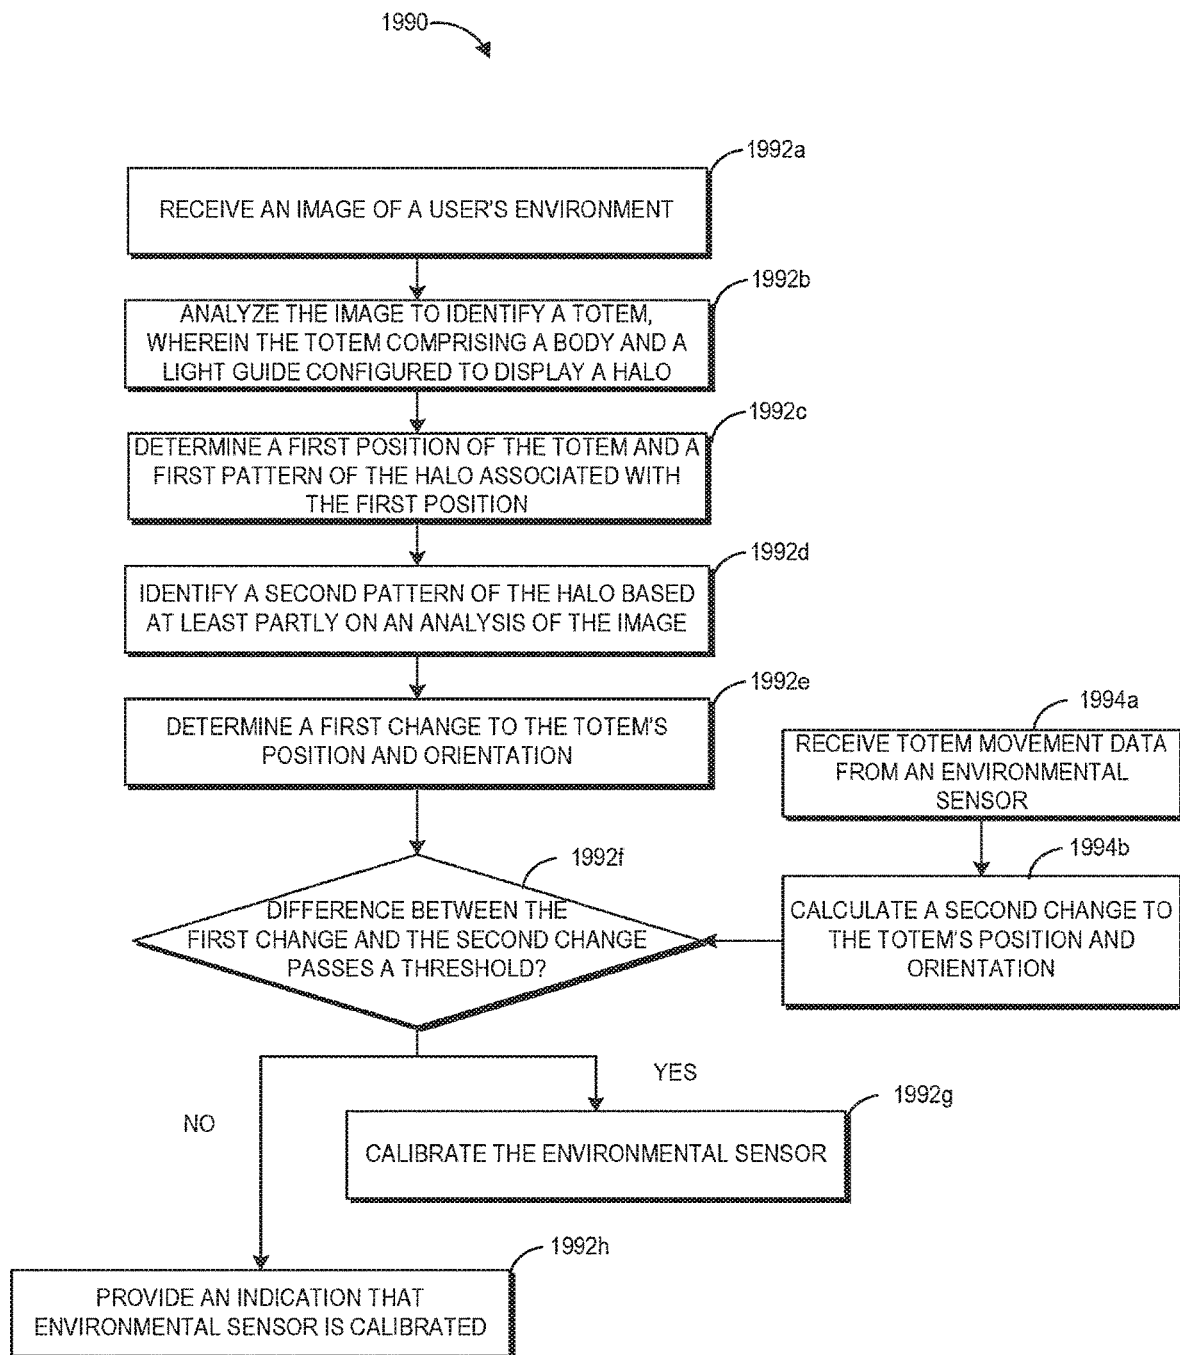 1990
1992a
RECEIVE AN IMAGE OF A USER'S ENVIRONMENT
1992b
ANALYZE THE IMAGE TO IDENTIFY A TOTEM,
WHEREIN THE TOTEM COMPRISING A BODY AND A
LIGHT GUIDE CONFIGURED TO DISPLAY A HALO
1992c
DETERMINE A FIRST POSITION OF THE TOTEM AND A
FIRST PATTERN OF THE HALO ASSOCIATED WITH
THE FIRST POSITION
1992d
IDENTIFY A SECOND PATTERN OF THE HALO BASED
AT LEAST PARTLY ON AN ANALYSIS OF THE IMAGE
1992e
DETERMINE A FIRST CHANGE TO THE TOTEM'S
POSITION AND ORIENTATION
1994a
RECEIVE TOTEM MOVEMENT DATA
FROM AN ENVIRONMENTAL
SENSOR
1994b
CALCULATE A SECOND CHANGE TO
THE TOTEM'S POSITION AND
ORIENTATION
1992f
DIFFERENCE BETWEEN THE
FIRST CHANGE AND THE SECOND CHANGE
PASSES A THRESHOLD?
YES
NO
1992g
CALIBRATE THE ENVIRONMENTAL SENSOR
1992h
PROVIDE AN INDICATION THAT
ENVIRONMENTAL SENSOR IS CALIBRATED